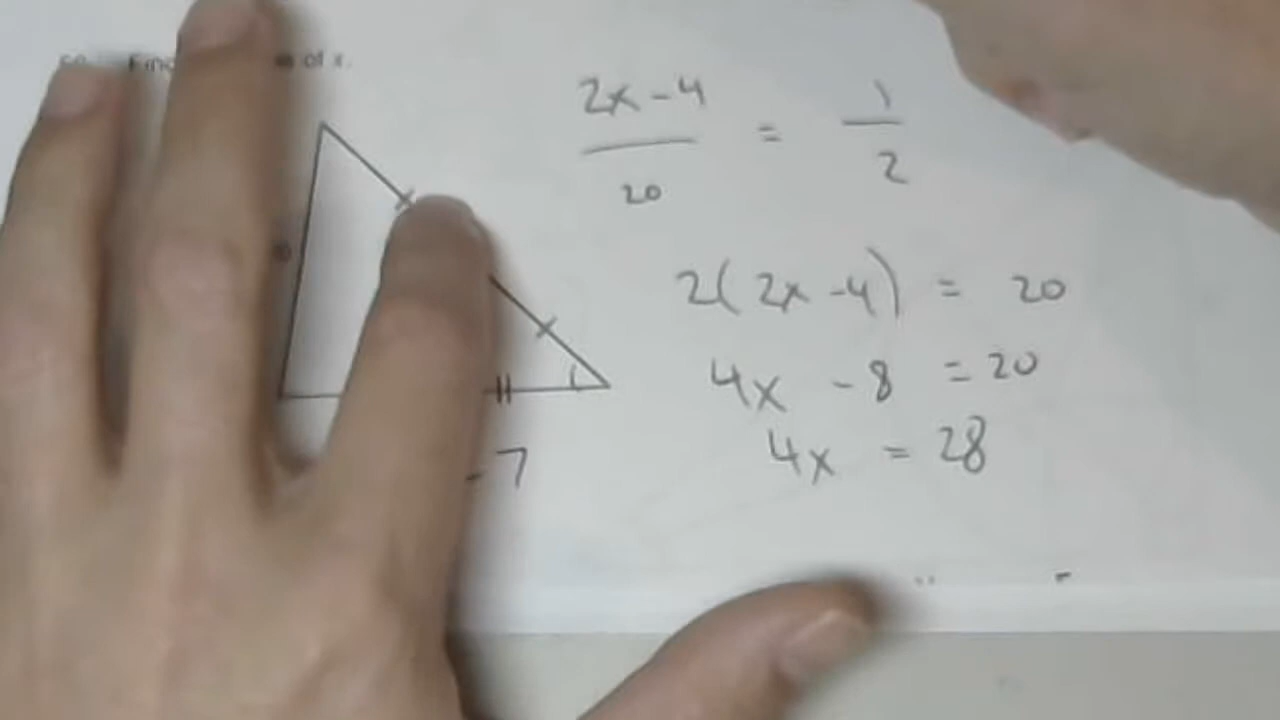 of x.
2x - 4 / 20 = 1 / 2
2(2x - 4) = 20
4x - 8 = 20
4x = 28
- 7